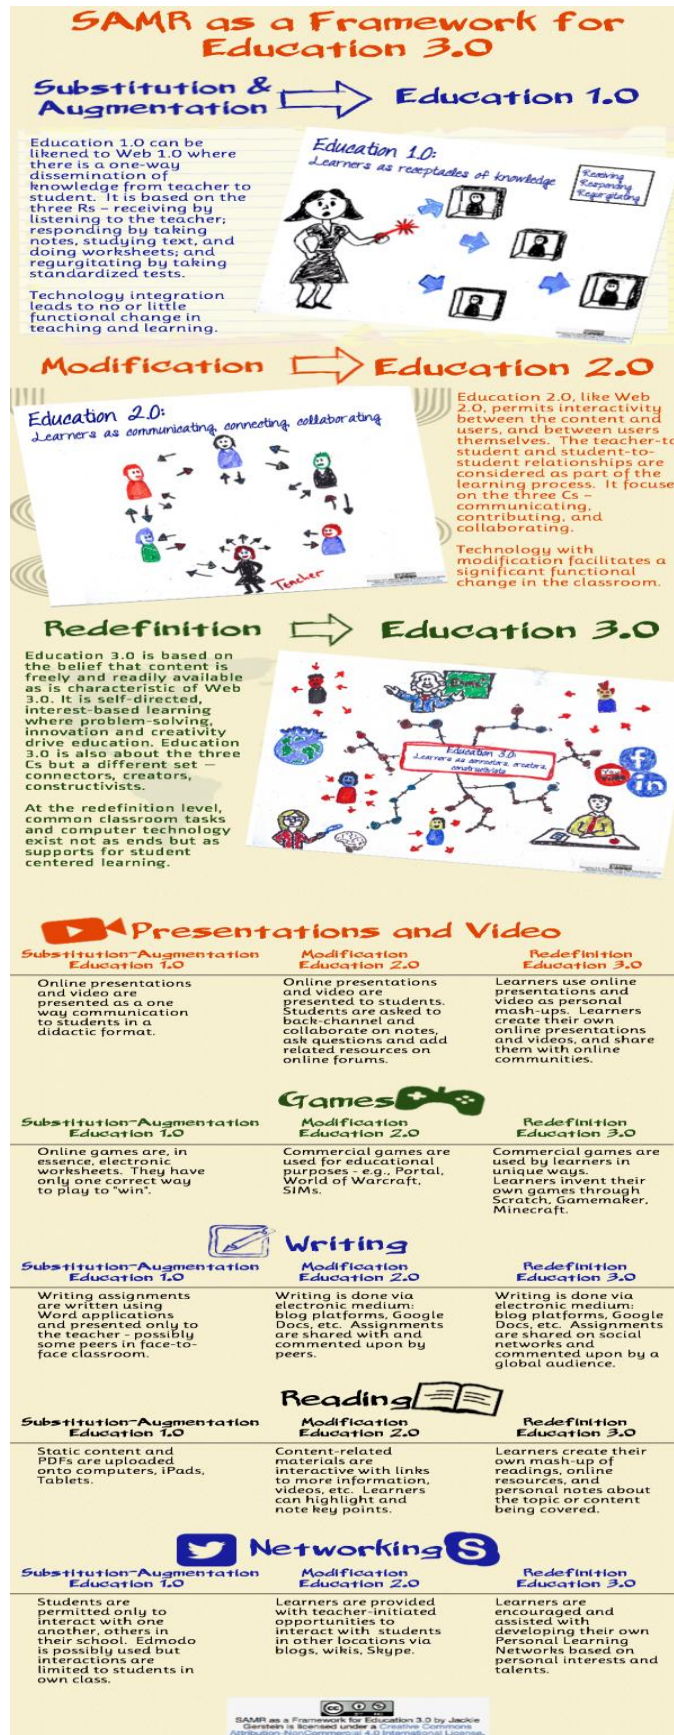 SAMR as a Framework for
Education 3.0
Substitution &
Augmentation
Education 1.0
Education 1.0 can be
likened to Web 1.0 where
there is a one-way
dissemination of
knowledge from teacher to
student. It is based on the
three Rs – receiving by
listening to the teacher;
responding by taking
notes, studying text, and
doing worksheets; and
regurgitating by taking
standardized tests.
Technology integration
leads to no or little
functional change in
teaching and learning.
Education 1.0:
Learners as receptacles of knowledge
Receiving
Responding
Regurgitating
Modification
Education 2.0
Education 2.0:
Learners as communicating, connecting, collaborating
Teacher
Education 2.0, like Web
2.0, permits interactivity
between the content and
users, and between users
themselves. The teacher-to
student and student-to-
student relationships are
considered as part of the
learning process. It focuse
on the three Cs –
communicating,
contributing, and
collaborating.
Technology with
modification facilitates a
significant functional
change in the classroom.
Redefinition
Education 3.0
Education 3.0 is based on
the belief that content is
freely and readily available
as is characteristic of Web
3.0. It is self-directed,
interest-based learning
where problem-solving,
innovation and creativity
drive education. Education
3.0 is also about the three
Cs but a different set –
connectors, creators,
constructivists.
At the redefinition level,
common classroom tasks
and computer technology
exist not as ends but as
supports for student
centered learning.
Education 3.0:
Learners as connectors, creators,
constructivists
f
You
in
Presentations and Video
Substitution-Augmentation
Education 1.0
Online presentations
and video are
presented as a one
way communication
to students in a
didactic format.
Modification
Education 2.0
Online presentations
and video are
presented to students.
Students are asked to
back-channel and
collaborate on notes,
ask questions and add
related resources on
online forums.
Redefinition
Education 3.0
Learners use online
presentations and
video as personal
mash-ups. Learners
create their own
online presentations
and videos, and share
them with online
communities.
Games
Substitution-Augmentation
Education 1.0
Online games are, in
essence, electronic
worksheets. They have
only one correct way
to play to "win".
Modification
Education 2.0
Commercial games are
used for educational
purposes - e.g., Portal,
World of Warcraft,
SIMs.
Redefinition
Education 3.0
Commercial games are
used by learners in
unique ways.
Learners invent their
own games through
Scratch, Gamemaker,
Minecraft.
Writing
Substitution-Augmentation
Education 1.0
Writing assignments
are written using
Word applications
and presented only to
the teacher - possibly
some peers in face-to-
face classroom.
Modification
Education 2.0
Writing is done via
electronic medium:
blog platforms, Google
Docs, etc. Assignments
are shared with and
commented upon by
peers.
Redefinition
Education 3.0
Writing is done via
electronic medium:
blog platforms, Google
Docs, etc. Assignments
are shared on social
networks and
commented upon by a
global audience.
Reading
Substitution-Augmentation
Education 1.0
Static content and
PDFs are uploaded
onto computers, iPads,
Tablets.
Modification
Education 2.0
Content-related
materials are
interactive with links
to more information,
videos, etc. Learners
can highlight and
note key points.
Redefinition
Education 3.0
Learners create their
own mash-up of
readings, online
resources, and
personal notes about
the topic or content
being covered.
Networking
Substitution-Augmentation
Education 1.0
Students are
permitted only to
interact with one
another, others in
their school. Edmodo
is possibly used but
interactions are
limited to students in
own class.
Modification
Education 2.0
Learners are provided
with teacher-initiated
opportunities to
interact with students
in other locations via
blogs, wikis, Skype.
Redefinition
Education 3.0
Learners are
encouraged and
assisted with
developing their own
Personal Learning
Networks based on
personal interests and
talents.
SAMR as a Framework for Education 3.0 by Jackie
Gerstein is licensed under a Creative Commons
Attribution-NonCommercial 4.0 International License.